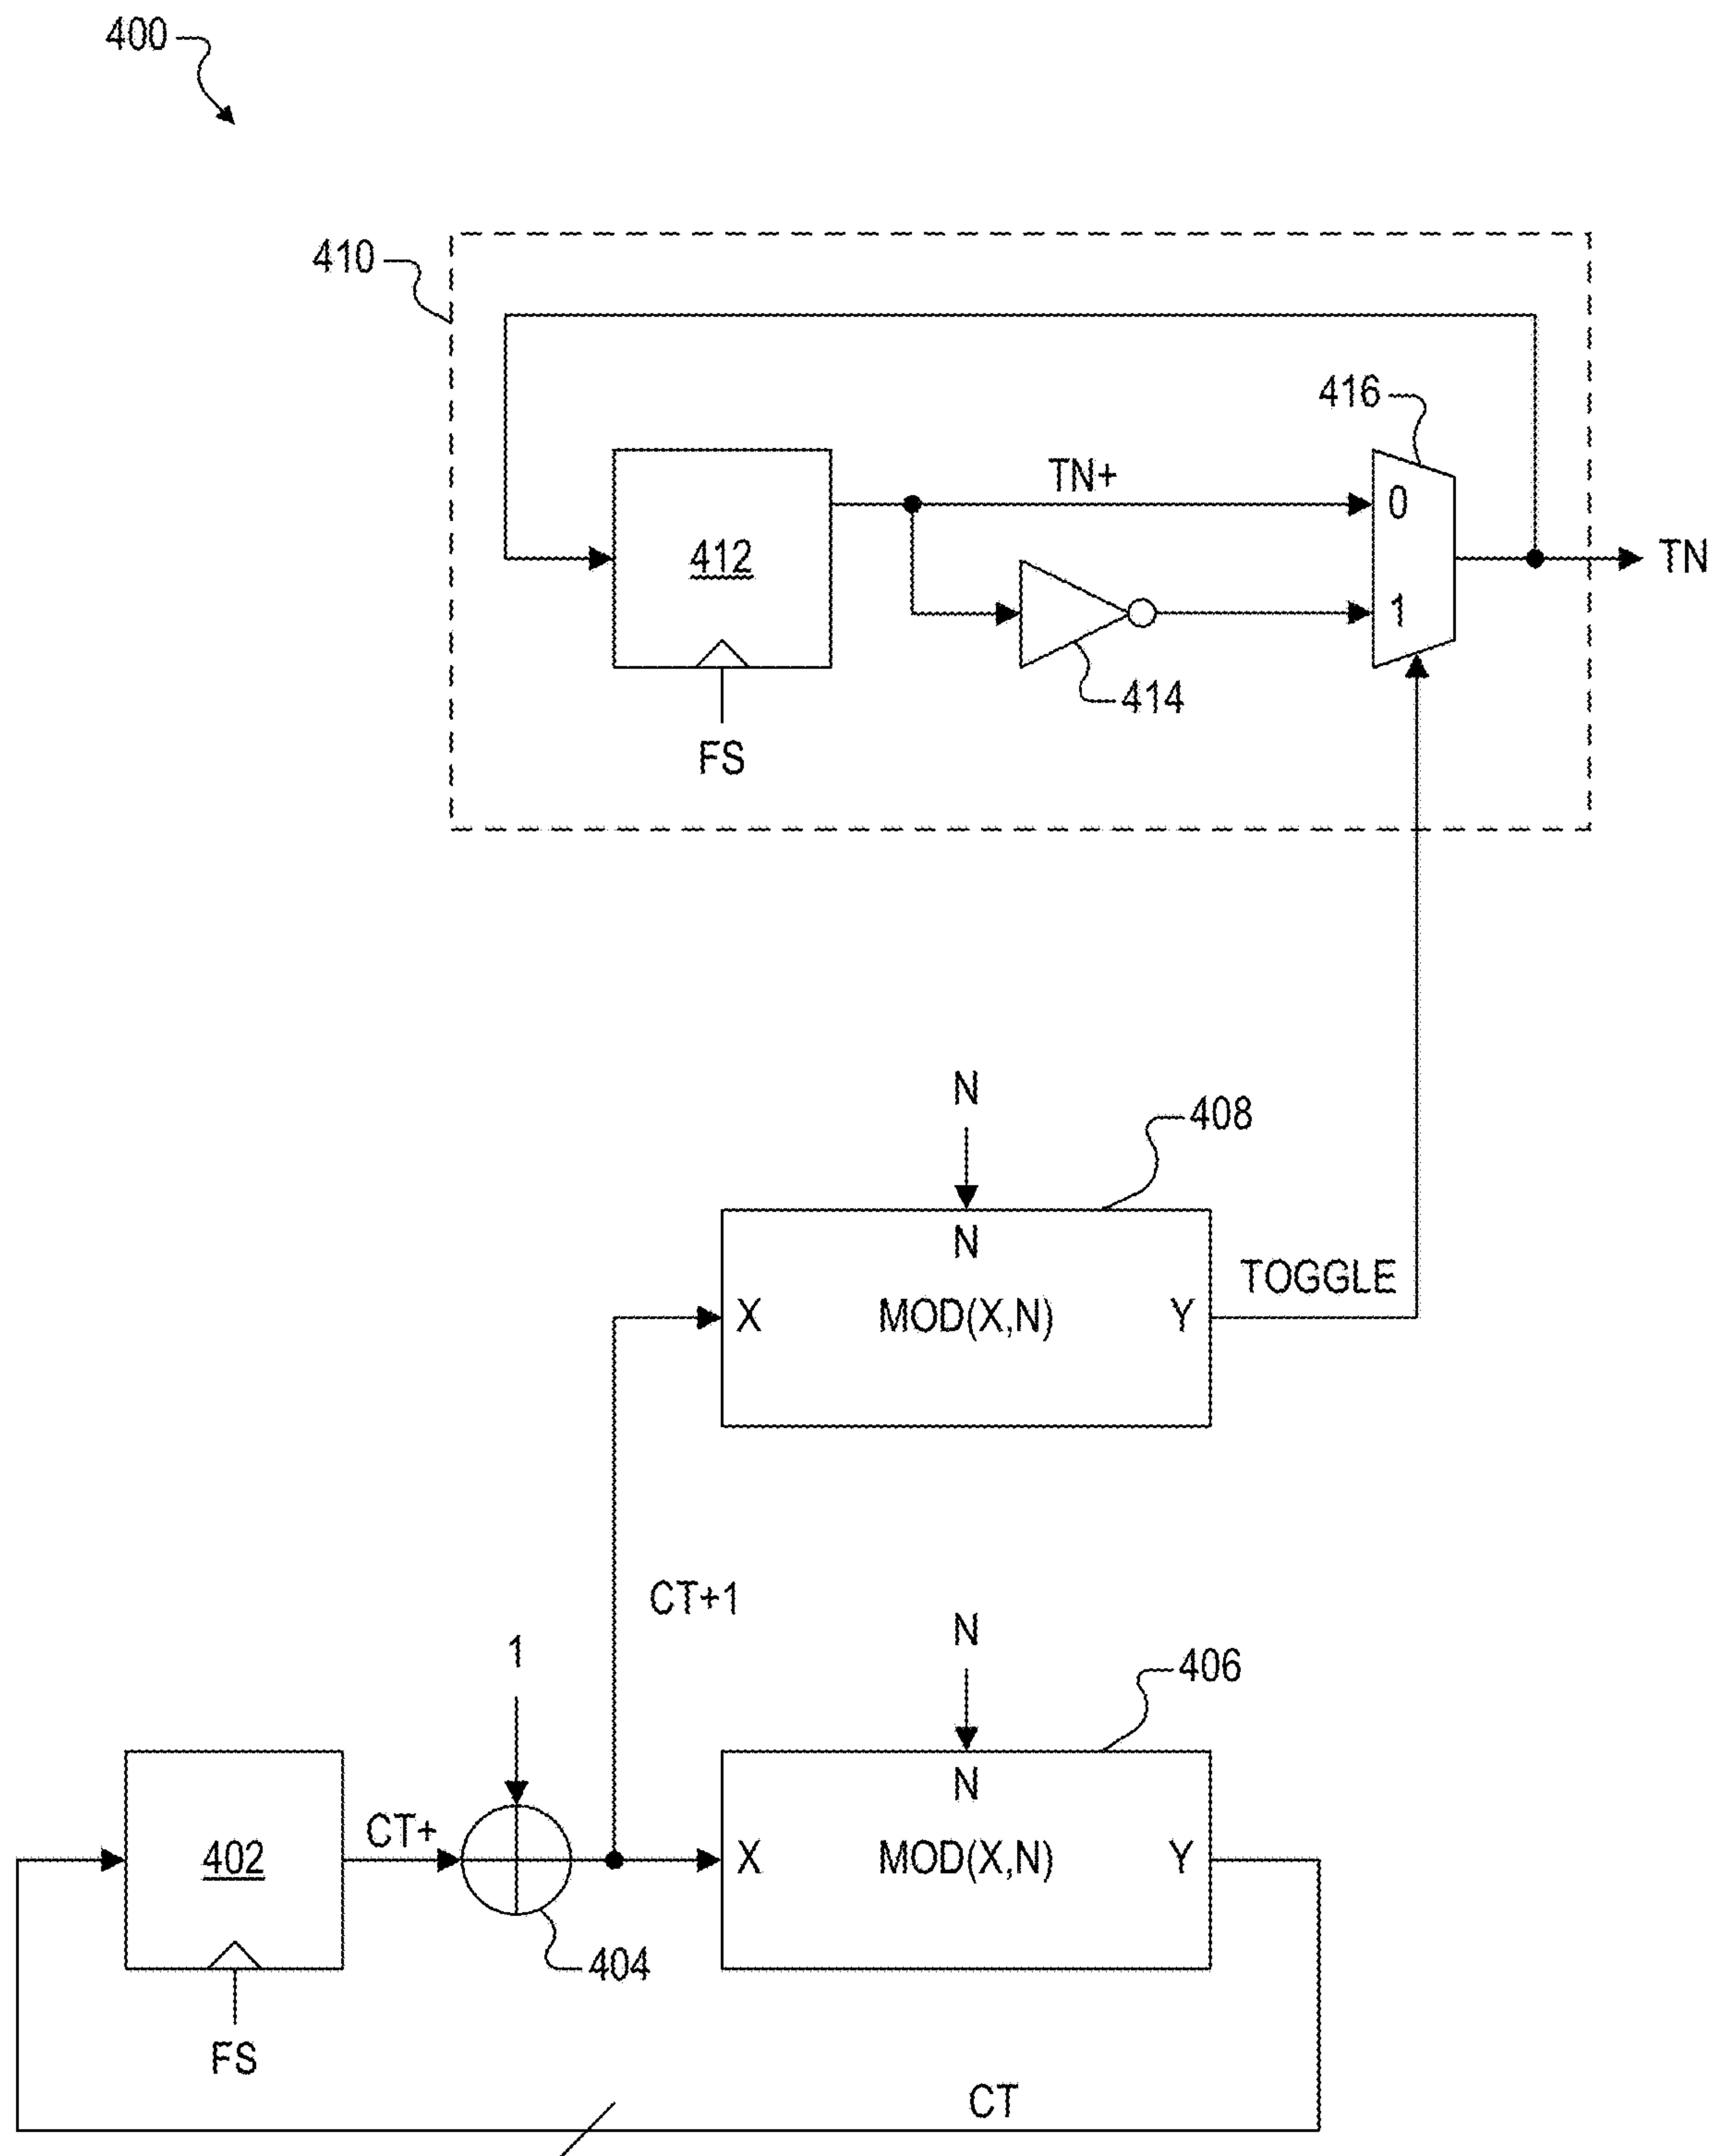 400
410
416
TN+
0
412
TN
1
414
FS
N
408
N
TOGGLE
X
MOD(X,N)
Y
CT+1
N
1
406
N
CT+
402
X
MOD(X,N)
Y
404
FS
CT